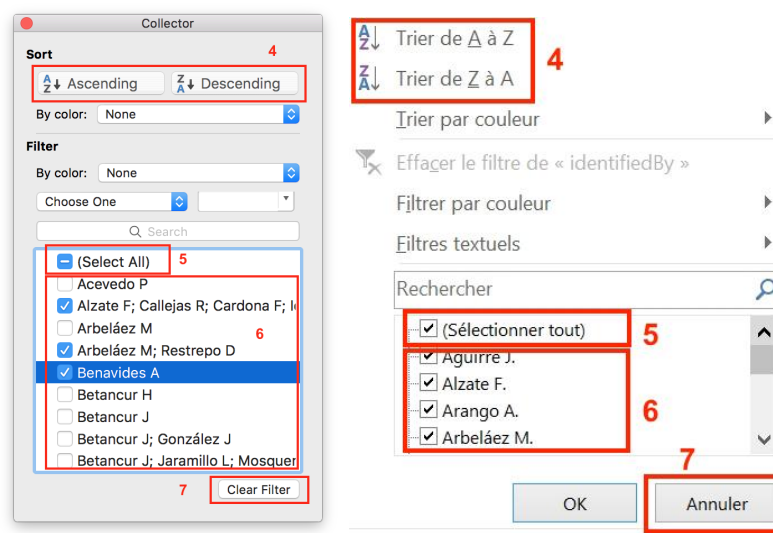 Collector
Sort
4
Ascending
Descending
By color: None
Filter
By color: None
Choose One
Search
(Select All)
5
Acevedo P
Alzate F; Callejas R; Cardona F;
Arbeláez M
6
Arbeláez M; Restrepo D
Benavides A
Betancur H
Betancur J
Betancur J; González J
Betancur J; Jaramillo L; Mosquer
7
Clear Filter
Trier de A à Z
4
Trier de Z à A
Trier par couleur
Effacer le filtre de « identifiedBy »
Filtrer par couleur
Filtres textuels
Rechercher
(Sélectionner tout)
5
Aguirre J.
Alzate F.
Arango A.
6
Arbeláez M.
7
OK
Annuler